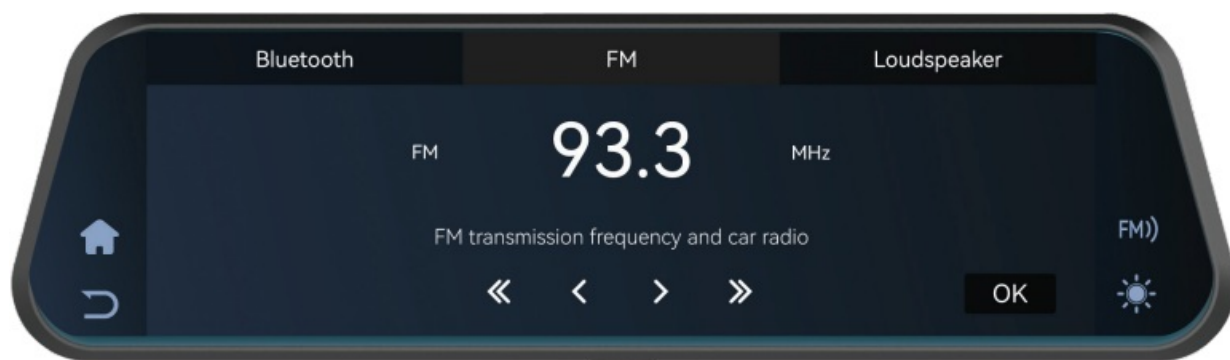 Bluetooth FM Loudspeaker
FM 93.3 MHz
FM transmission frequency and car radio
FM
OK